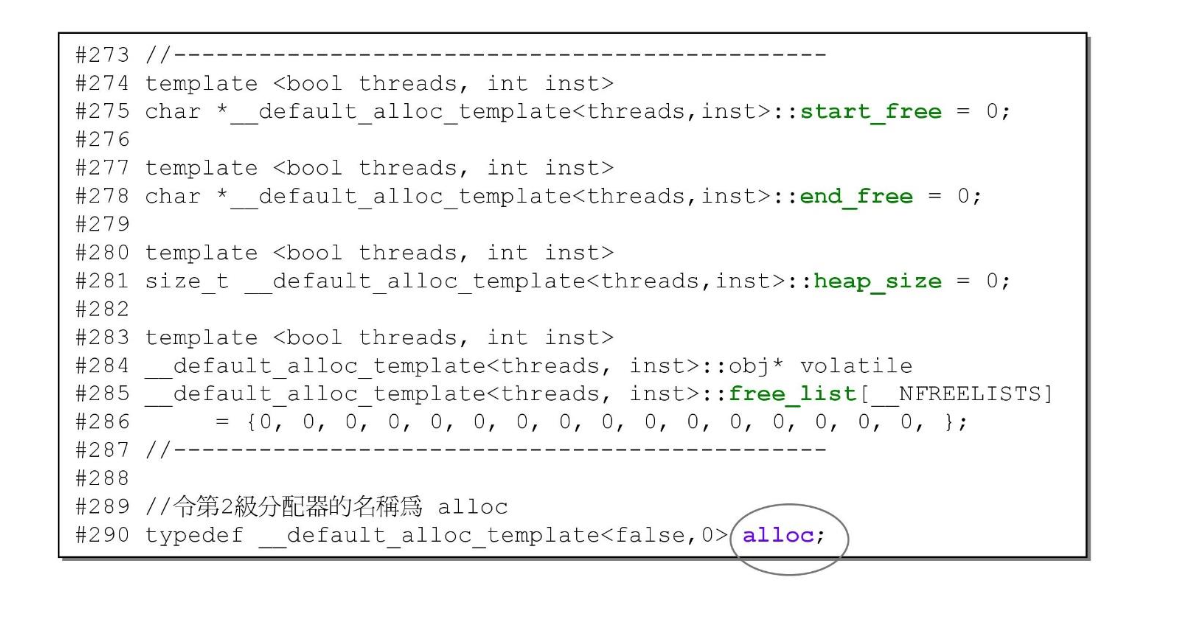 #273 //----------------------------------------------
#274 template <bool threads, int inst>
#275 char *__default_alloc_template<threads,inst>::start_free = 0;
#276
#277 template <bool threads, int inst>
#278 char *__default_alloc_template<threads,inst>::end_free = 0;
#279
#280 template <bool threads, int inst>
#281 size_t __default_alloc_template<threads,inst>::heap_size = 0;
#282
#283 template <bool threads, int inst>
#284 __default_alloc_template<threads, inst>::obj* volatile
#285 __default_alloc_template<threads, inst>::free_list[__NFREELISTS]
#286      = {0, 0, 0, 0, 0, 0, 0, 0, 0, 0, 0, 0, 0, 0, 0, 0, };
#287 //----------------------------------------------
#288
#289 //令第2級分配器的名稱爲 alloc
#290 typedef __default_alloc_template<false,0> alloc;